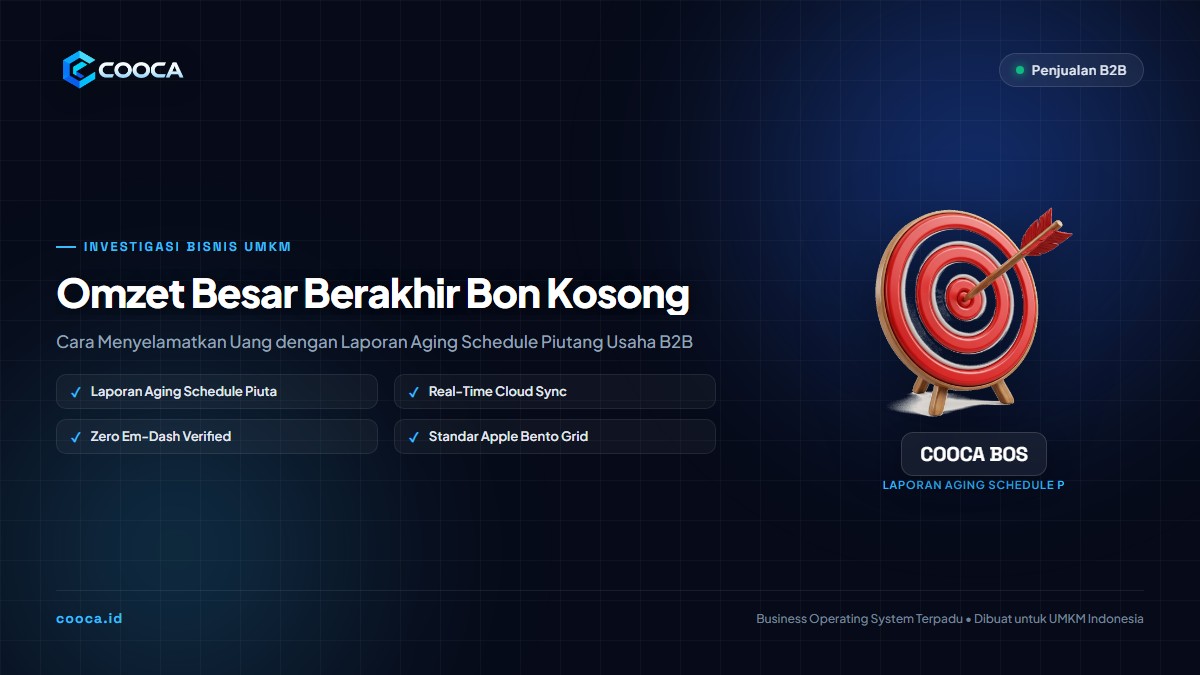 COOCA
Penjualan B2B
INVESTIGASI BISNIS UMKM
Omzet Besar Berakhir Bon Kosong
Cara Menyelamatkan Uang dengan Laporan Aging Schedule Piutang Usaha B2B
✓ Laporan Aging Schedule Piuta
✓ Real-Time Cloud Sync
✓ Zero Em-Dash Verified
✓ Standar Apple Bento Grid
COOCA BOS
LAPORAN AGING SCHEDULE P
cooca.id
Business Operating System Terpadu • Dibuat untuk UMKM Indonesia